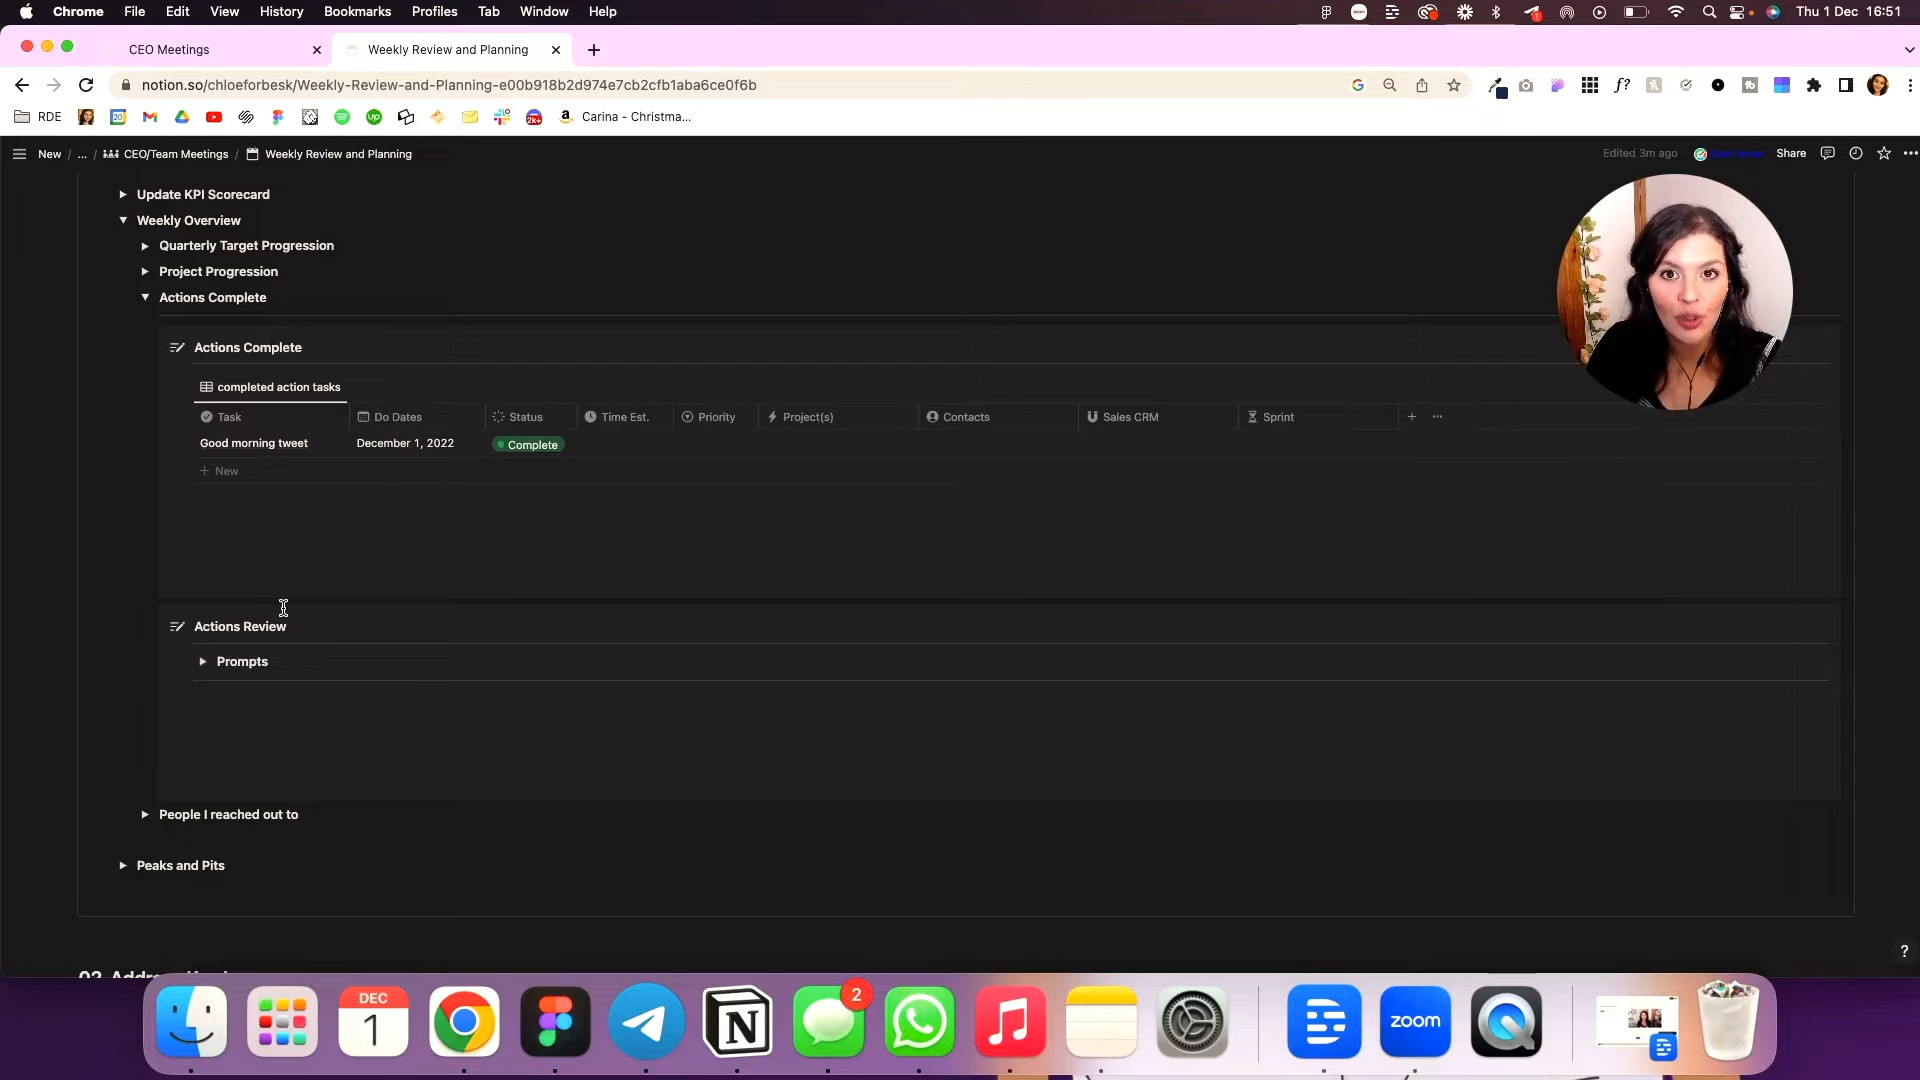 Chrome File Edit View History Bookmarks Profiles Tab Window Help Thu 1 Dec 16:51
CEO Meetings Weekly Review and Planning
notion.so/chloeforbesk/Weekly-Review-and-Planning-e00b918b2d974e7cb2cfb1aba6ce0f6b
RDE Carina - Christma...
New / ... / CEO/Team Meetings / Weekly Review and Planning Edited 3m ago Share
Update KPI Scorecard
Weekly Overview
Quarterly Target Progression
Project Progression
Actions Complete
Actions Complete
completed action tasks
Task Do Dates Status Time Est. Priority Project(s) Contacts Sales CRM Sprint
Good morning tweet December 1, 2022 Complete
+ New
Actions Review
Prompts
People I reached out to
Peaks and Pits
DEC
1
2
zoom